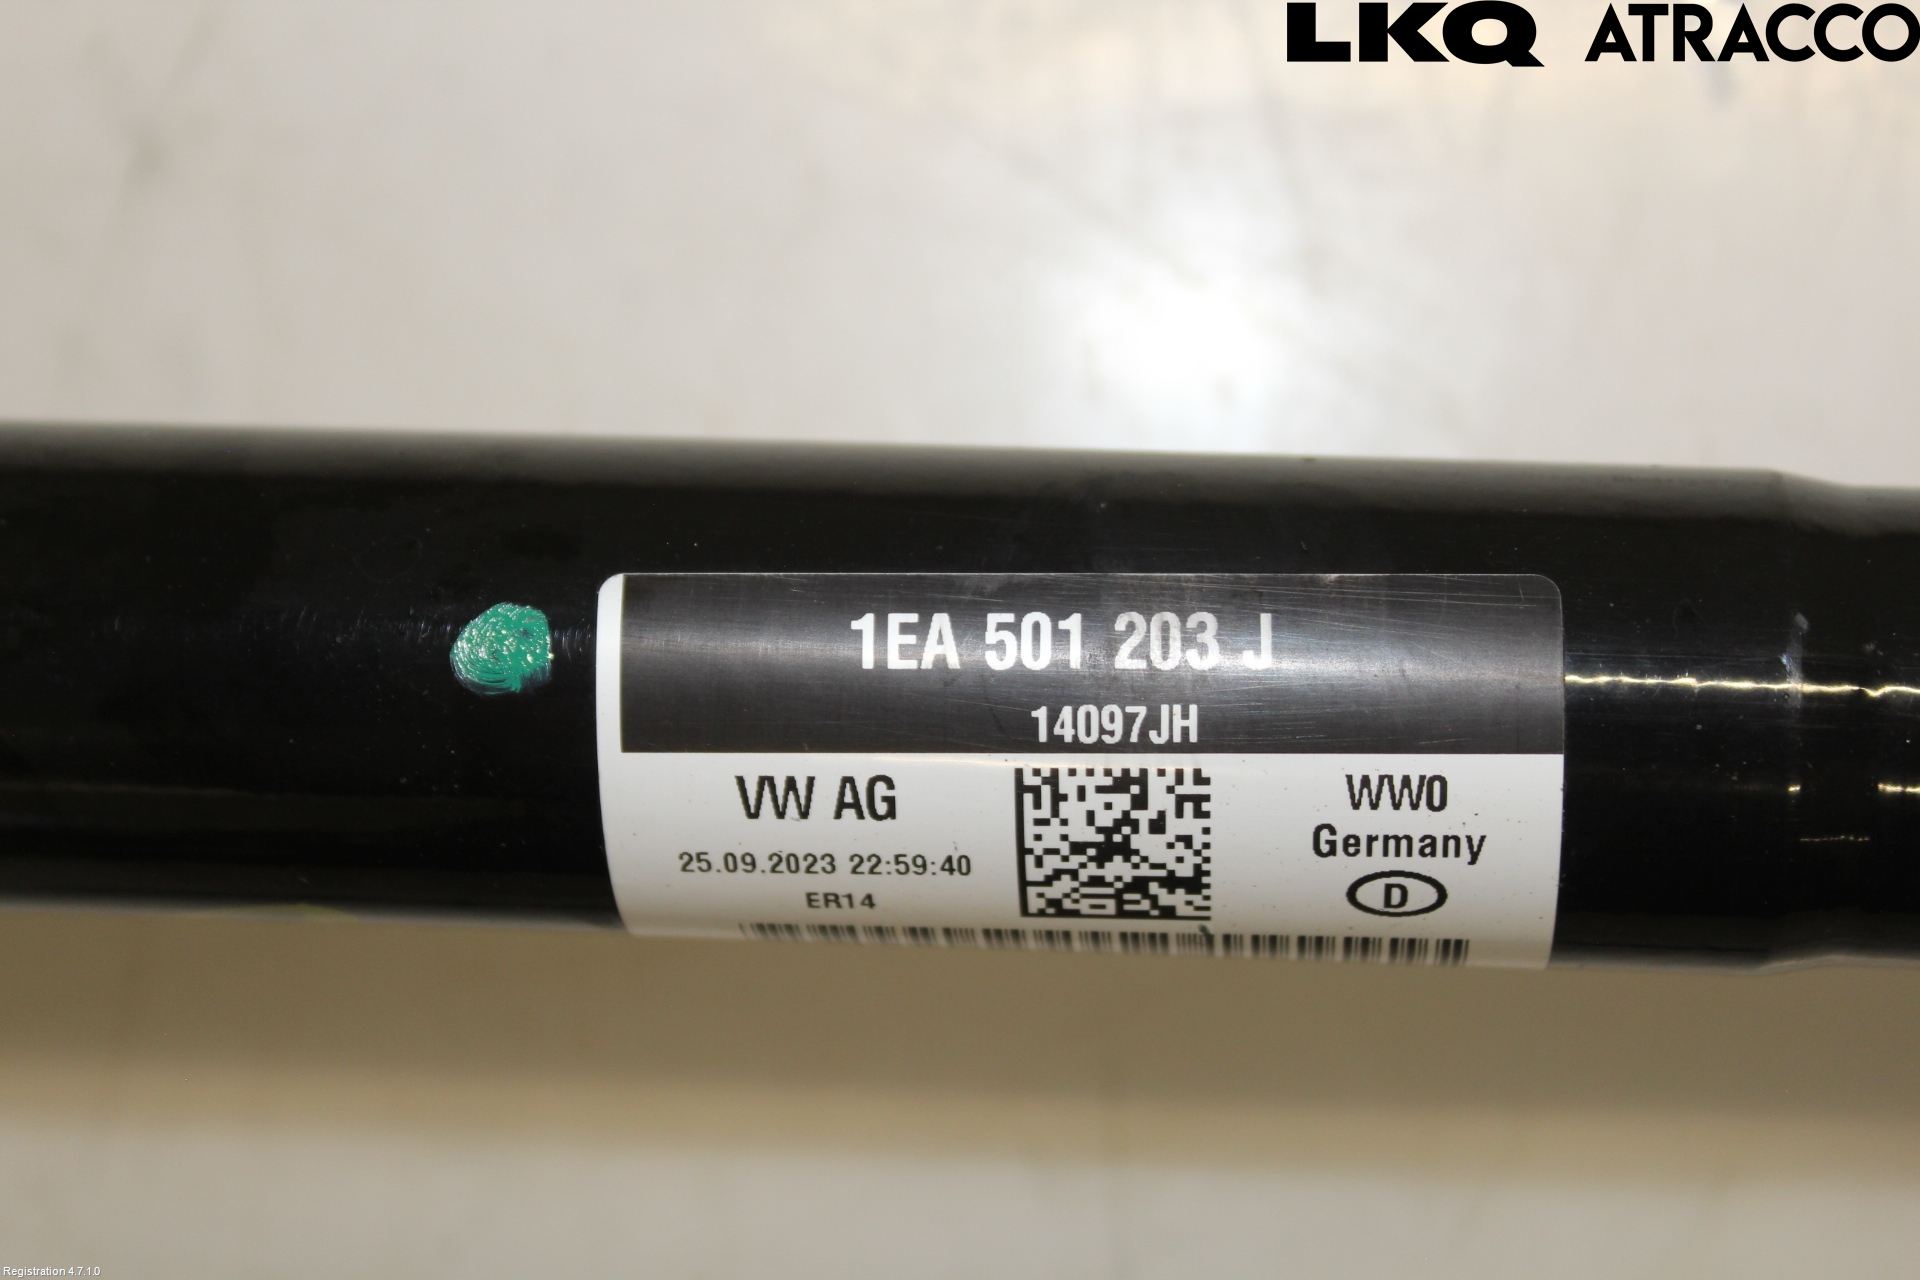 LKQ ATRACCO
1EA 501 203 J
14097JH
VW AG
25.09.2023 22:59:40
ER14
WW0
Germany
D
Registration 4.7.1.0